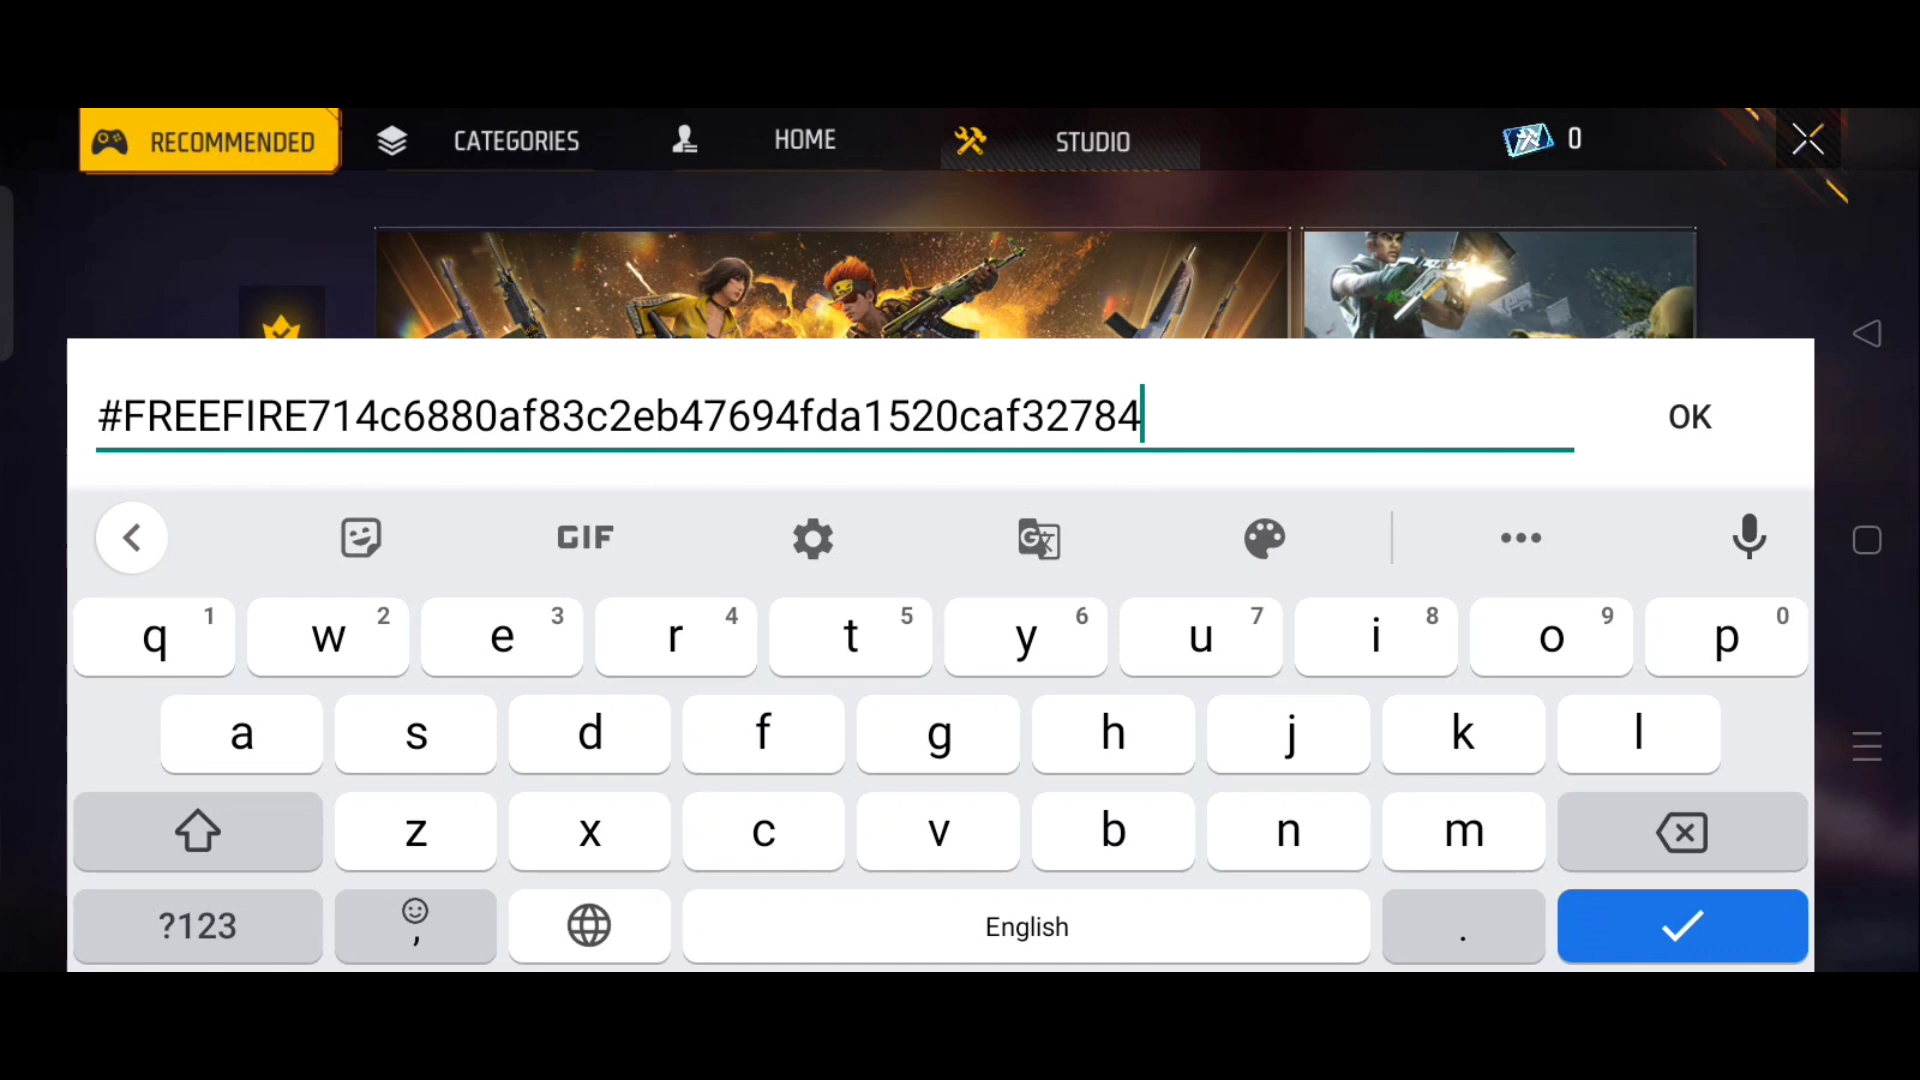 RECOMMENDED
CATEGORIES
HOME
STUDIO
0
#FREEFIRE714c6880af83c2eb47694fda1520caf32784
OK
GIF
q 1 w 2 e 3 r 4 t 5 y 6 u 7 i 8 o 9 p 0
a s d f g h j k l
z x c v b n m
?123 , English .